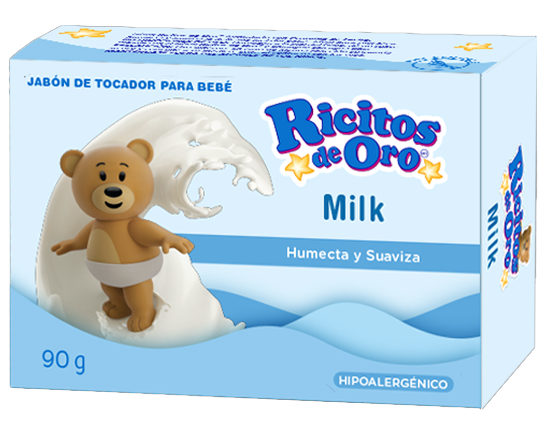 JABÓN DE TOCADOR PARA BEBÉ
Ricitos
de Oro
Milk
Humecta y Suaviza
90 g
HIPOALERGÉNICO
Ricitos
de Oro
Milk